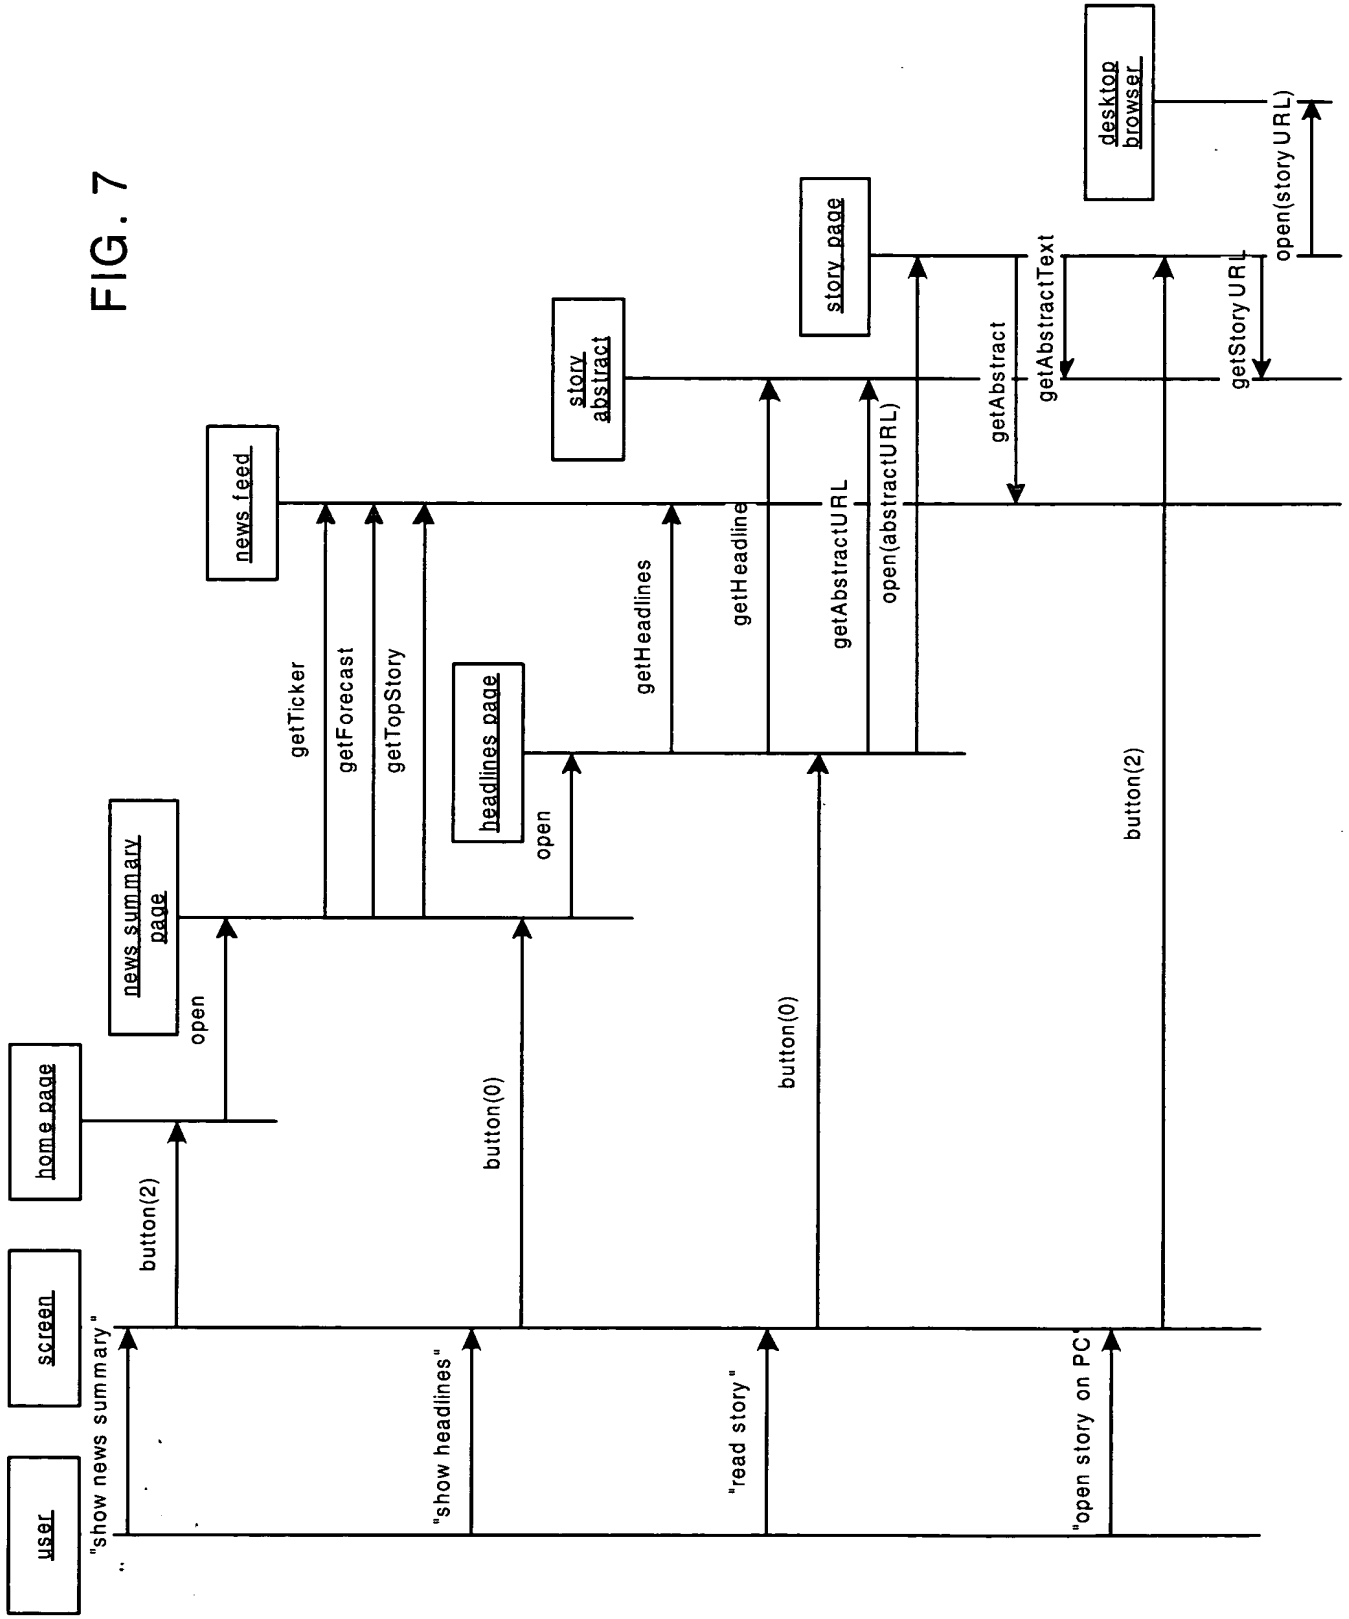 FIG. 7
user
screen
home page
news summary
page
news feed
headlines page
story
abstract
story page
desktop
browser
"show news summary"
button(2)
open
getTicker
getForecast
getTopStory
"show headlines"
button(0)
open
getHeadlines
getHeadline
"read story"
button(0)
getAbstractURL
open(abstractURL)
getAbstract
getAbstractText
"open story on PC"
button(2)
getStoryURL
open(storyURL)